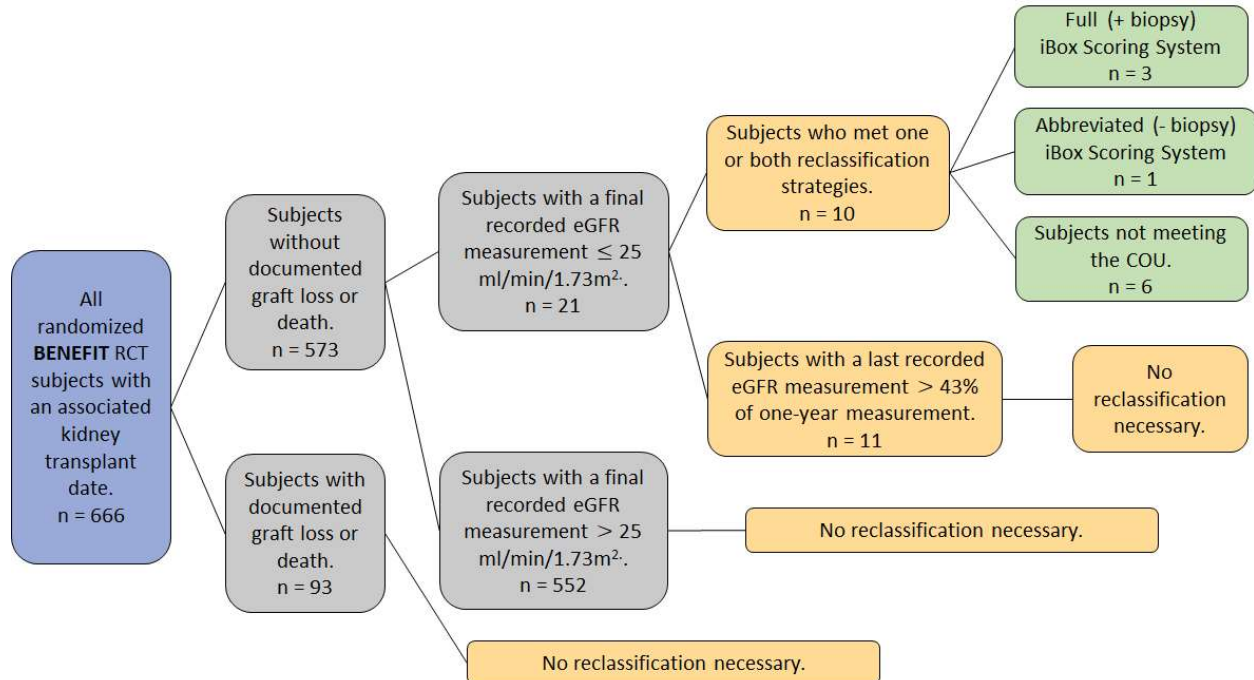 All
randomized
BENEFIT RCT
subjects with
an associated
kidney
transplant
date.
n = 666
Subjects
without
documented
graft loss or
death.
n = 573
Subjects with
documented
graft loss or
death.
n = 93
Subjects with a final
recorded eGFR
measurement ≤ 25
ml/min/1.73m²·.
n = 21
Subjects with a final
recorded eGFR
measurement > 25
ml/min/1.73m²·.
n = 552
No reclassification necessary.
Subjects who met one
or both reclassification
strategies.
n = 10
Subjects with a last recorded
eGFR measurement > 43%
of one-year measurement.
n = 11
No reclassification necessary.
Full (+ biopsy)
iBox Scoring System
n = 3
Abbreviated (- biopsy)
iBox Scoring System
n = 1
Subjects not meeting
the COU.
n = 6
No
reclassification
necessary.